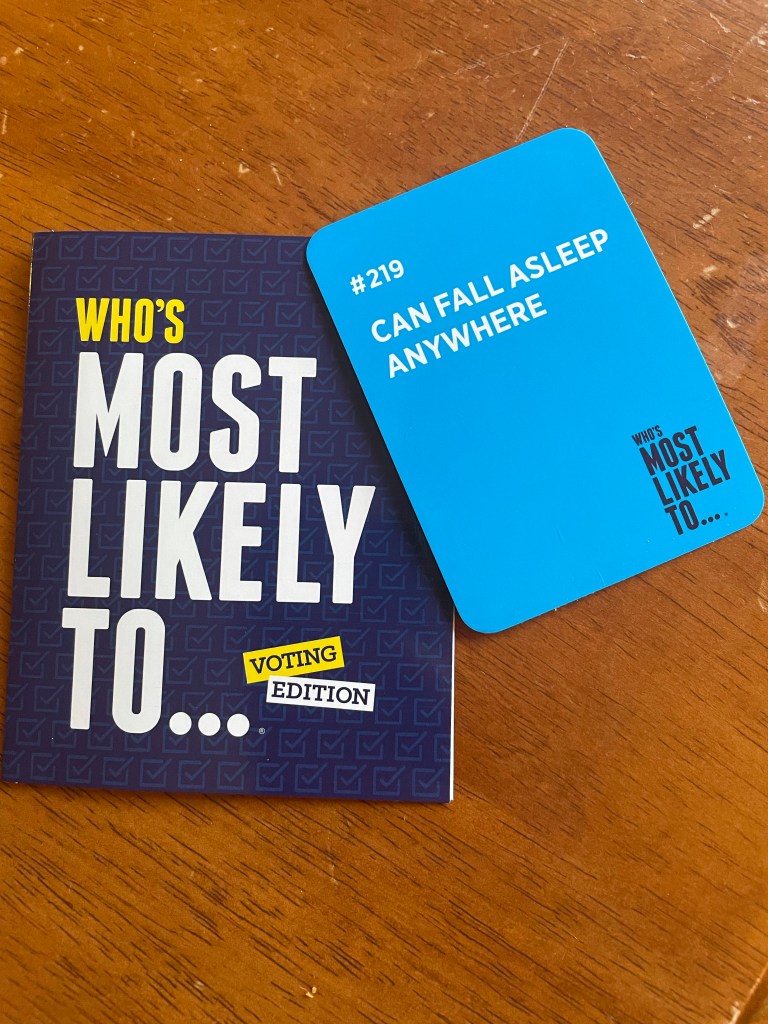 WHO'S
MOST
LIKELY
TO...®
VOTING
EDITION
#219
CAN FALL ASLEEP
ANYWHERE
WHO'S
MOST
LIKELY
TO...®